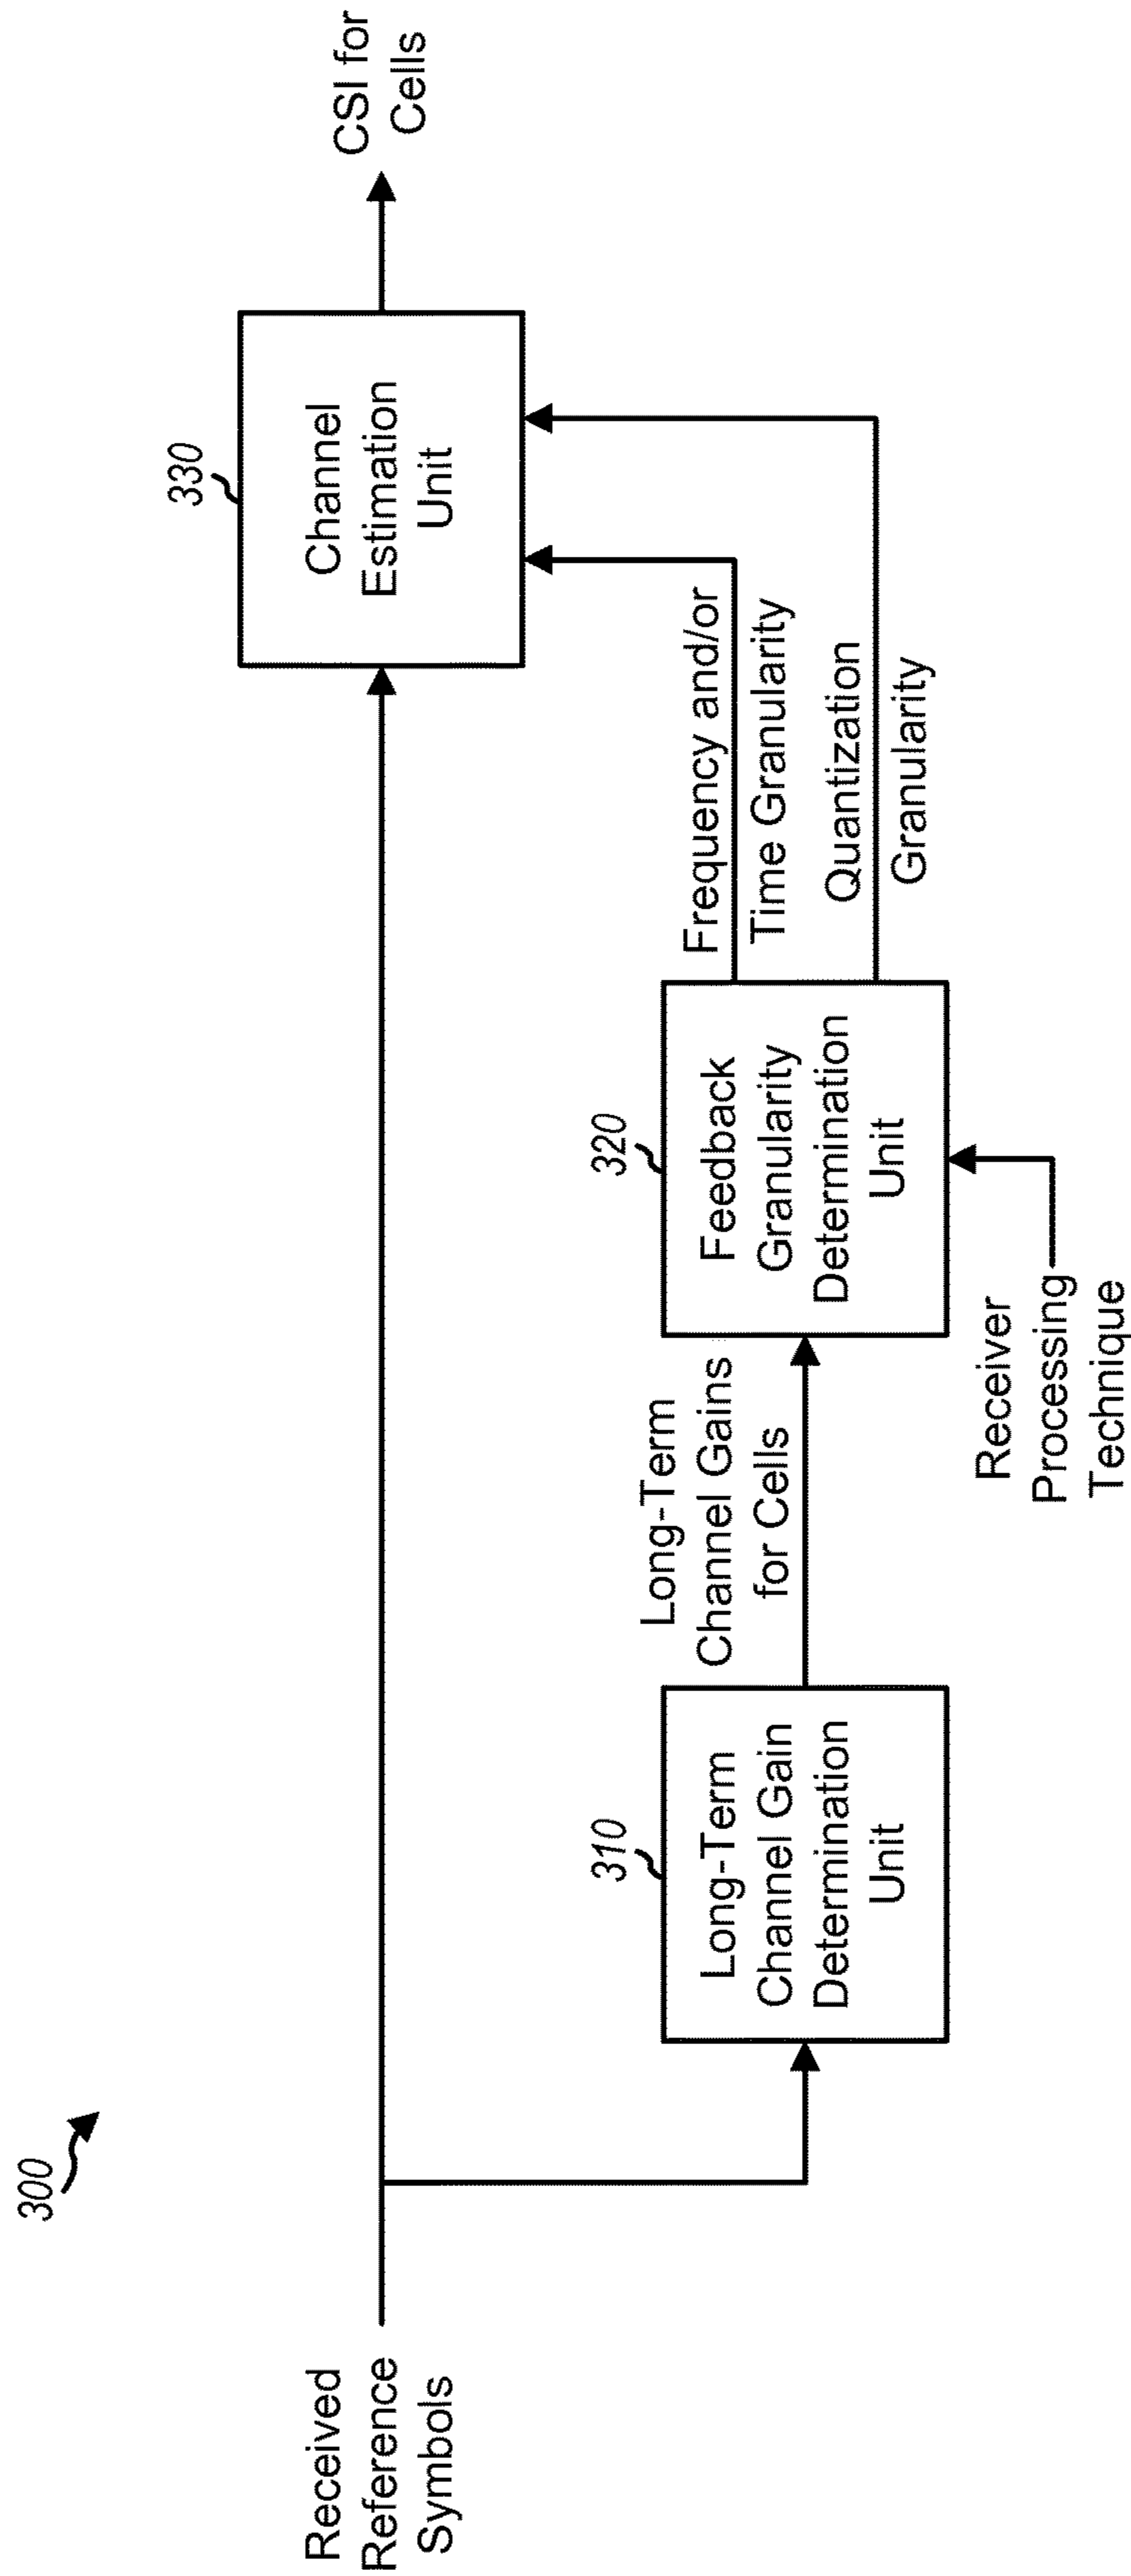 300
Received
Reference
Symbols
310
Long-Term
Channel Gain
Determination
Unit
Long-Term
Channel Gains
for Cells
320
Feedback
Granularity
Determination
Unit
Receiver
Processing
Technique
Frequency and/or
Time Granularity
Quantization
Granularity
330
Channel
Estimation
Unit
CSI for
Cells